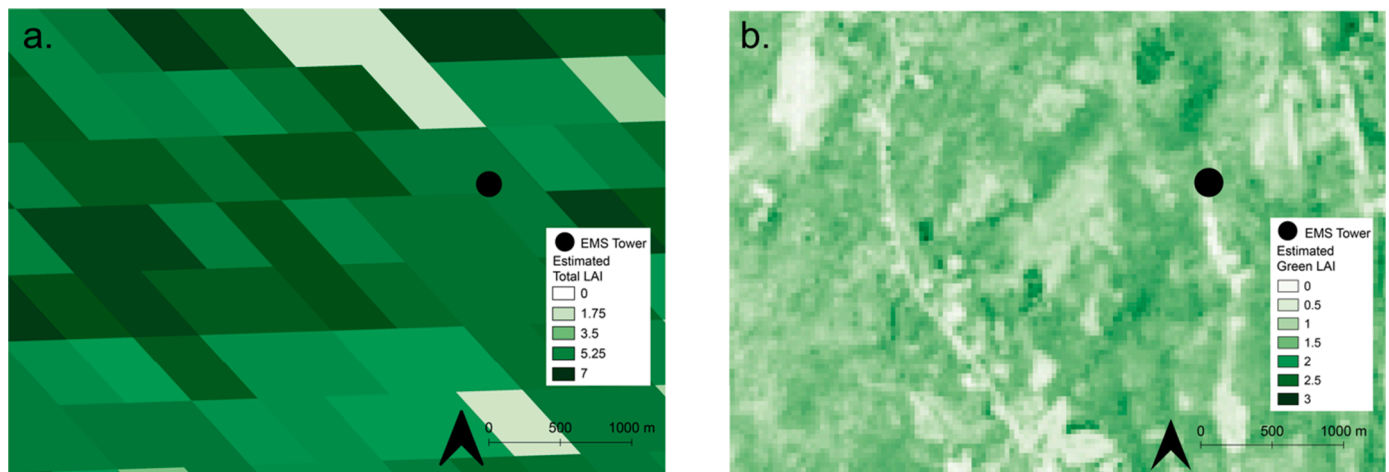 a.
EMS Tower
Estimated
Total LAI
0
1.75
3.5
5.25
7
0 500 1000 m
b.
EMS Tower
Estimated
Green LAI
0
0.5
1
1.5
2
2.5
3
0 500 1000 m